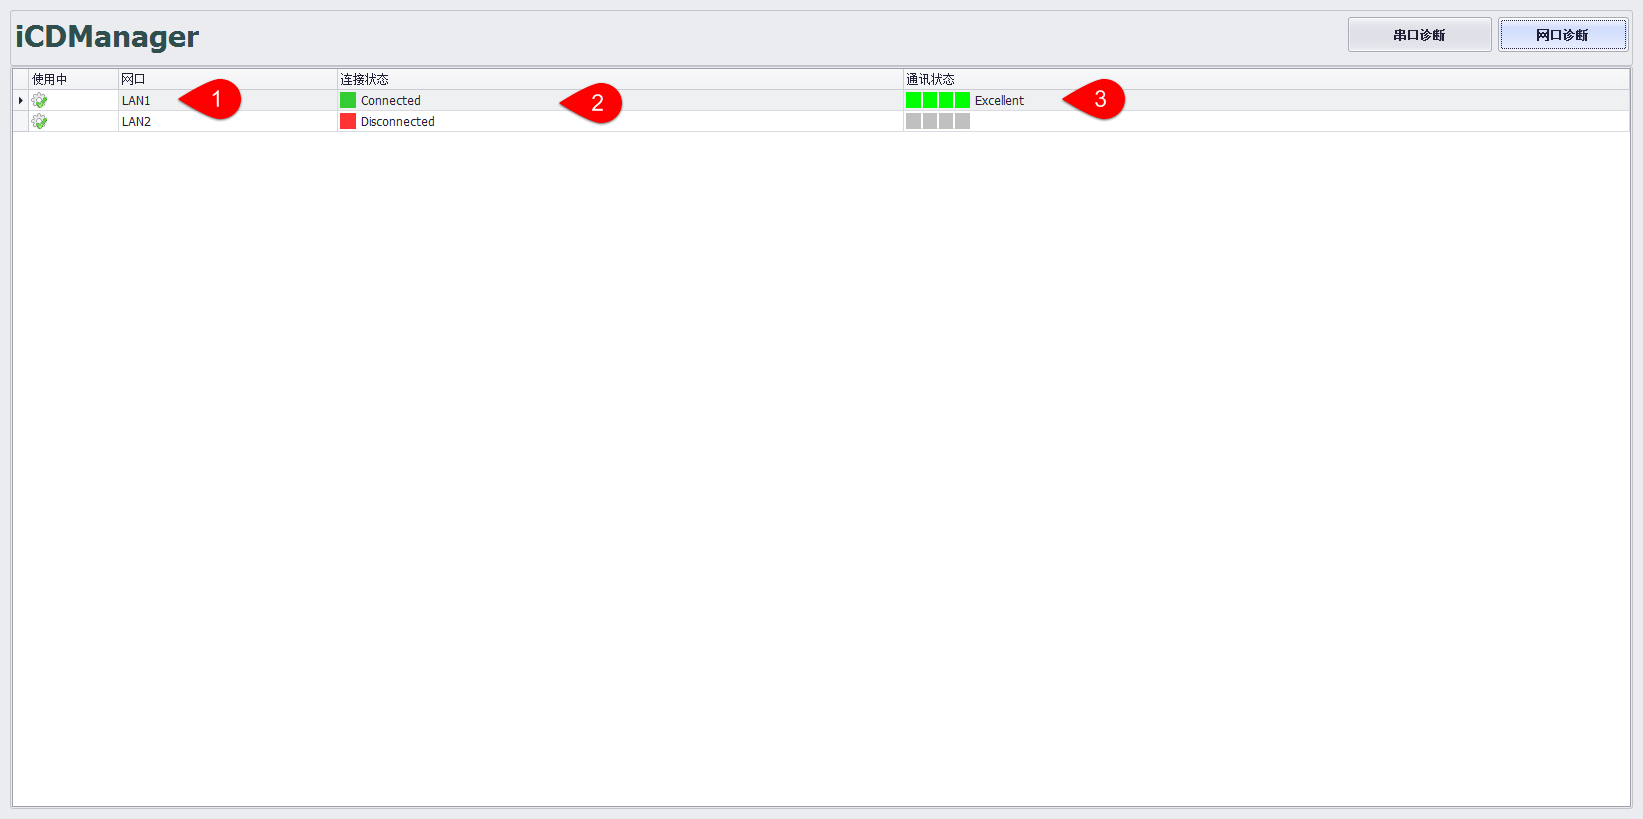 iCDManager
串口诊断
网口诊断
使用中 网口 连接状态 通讯状态
LAN1 1 Connected 2 Excellent 3
LAN2 Disconnected